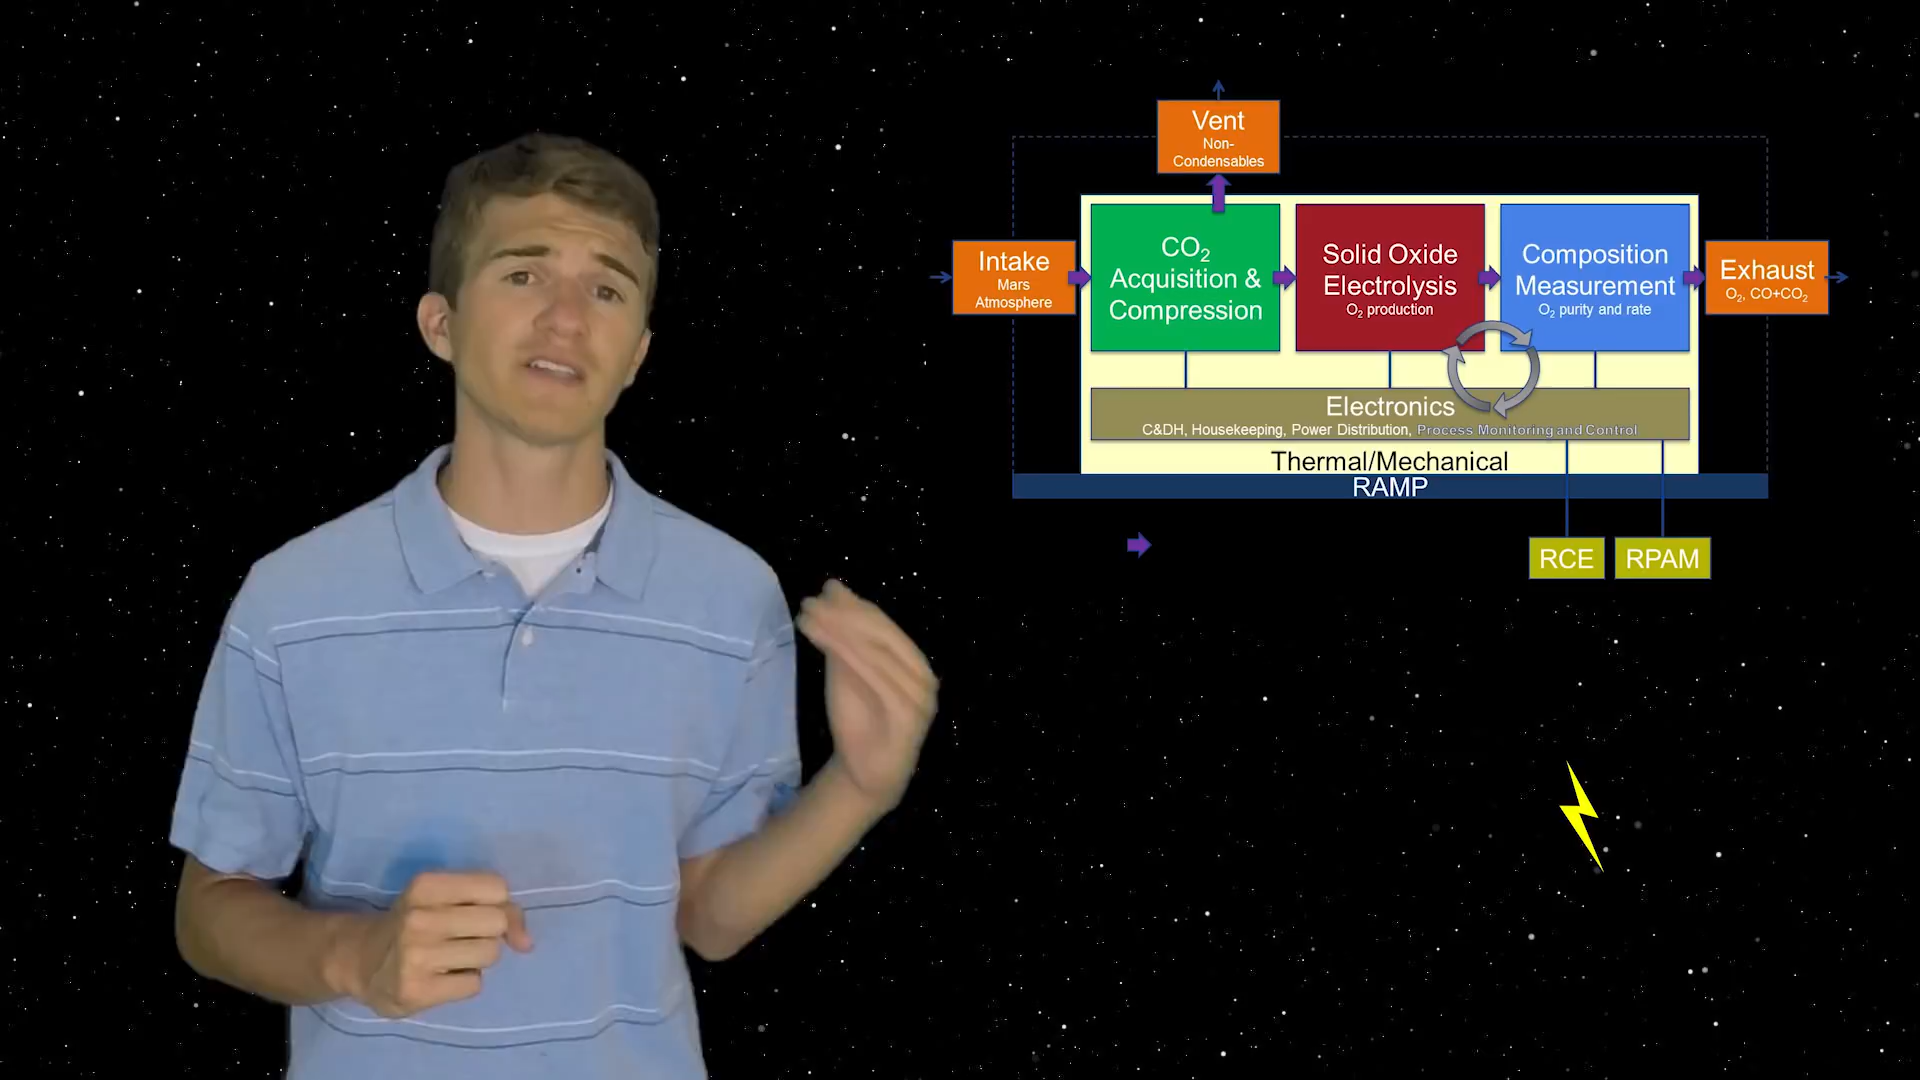 Vent
Non-
Condensables
Intake
Mars
Atmosphere
CO₂
Acquisition &
Compression
Solid Oxide
Electrolysis
O₂ production
Composition
Measurement
O₂ purity and rate
Exhaust
O₂, CO+CO₂
Electronics
C&DH, Housekeeping, Power Distribution, Process Monitoring and Control
Thermal/Mechanical
RAMP
RCE
RPAM